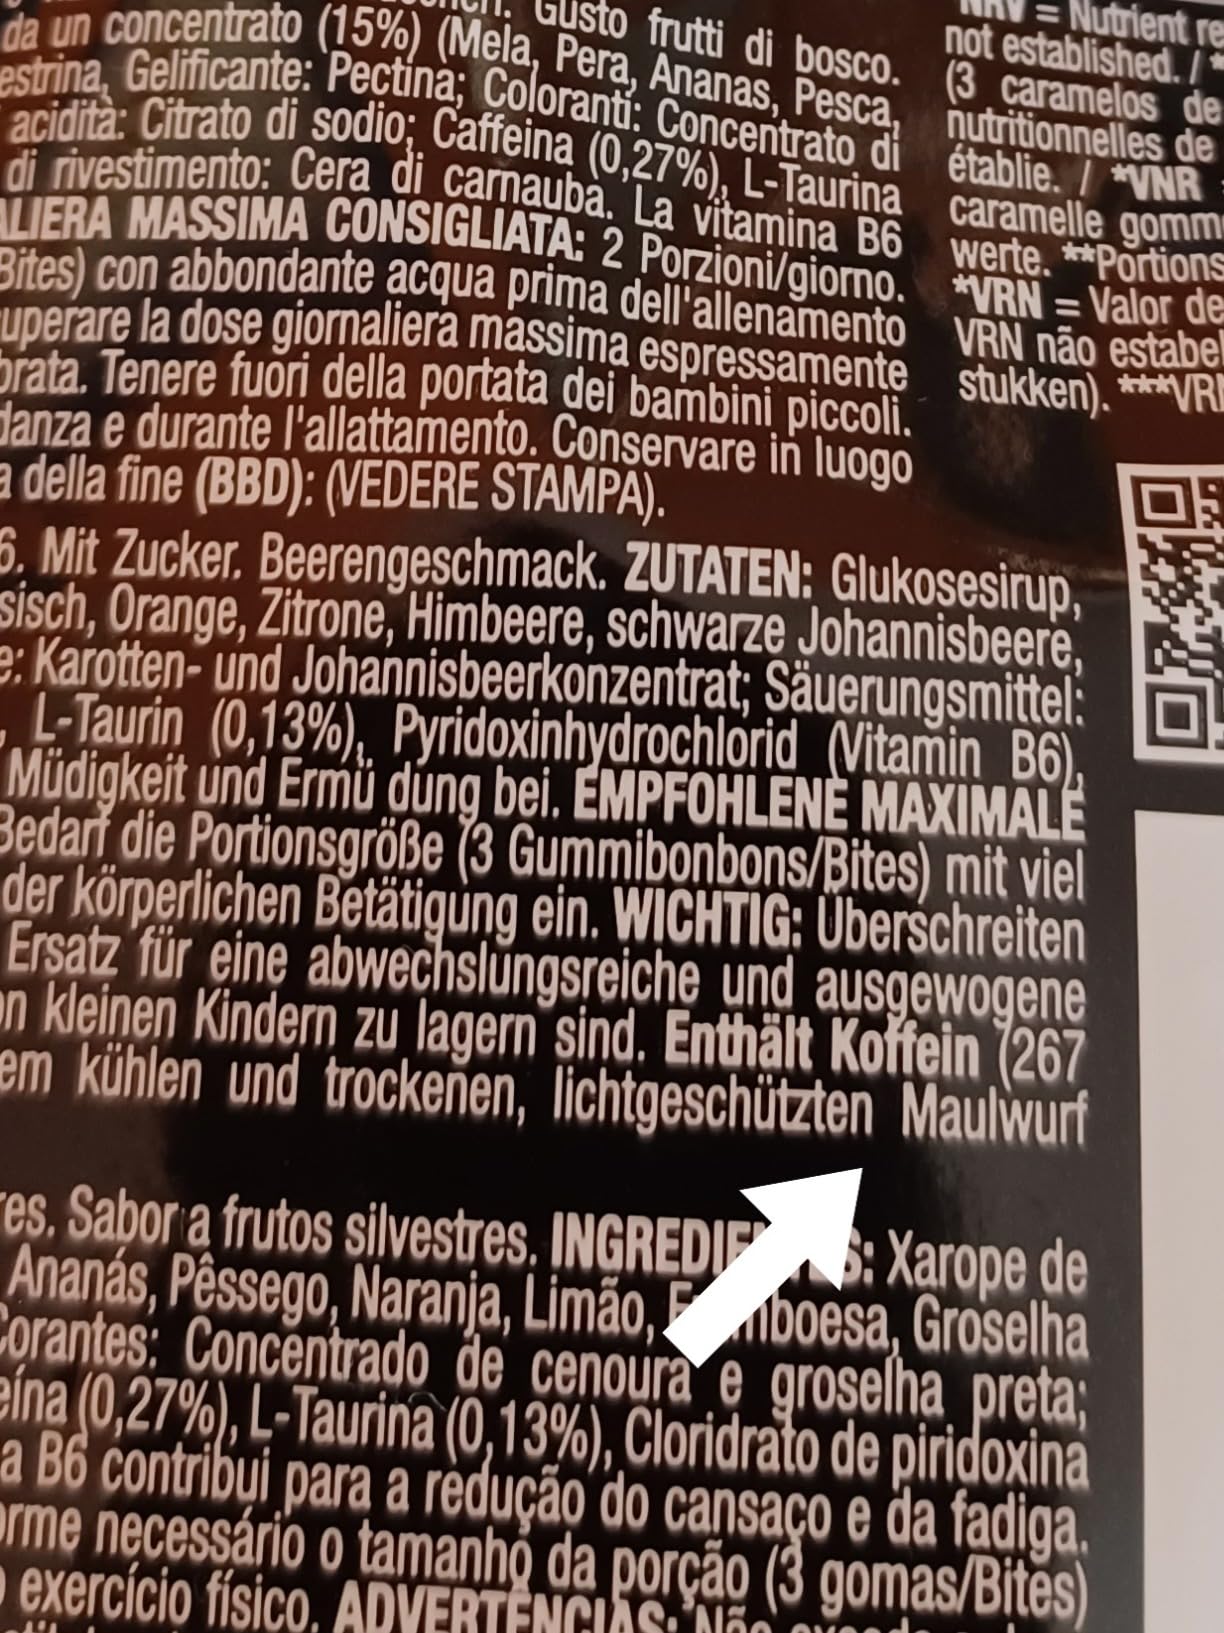 Gusto frutti di bosco.
da un concentrato (15%) (Mela, Pera, Ananas, Pesca,
estrina, Gelificante: Pectina; Coloranti: Concentrato di
acidità: Citrato di sodio; Caffeina (0,27%), L-Taurina
di rivestimento: Cera di carnauba. La vitamina B6
ALIERA MASSIMA CONSIGLIATA: 2 Porzioni/giorno.
Bites) con abbondante acqua prima dell'allenamento
uperare la dose giornaliera massima espressamente
brata. Tenere fuori della portata dei bambini piccoli.
danza e durante l'allattamento. Conservare in luogo
a della fine (BBD): (VEDERE STAMPA).
NRV = Nutrient re
not established. / *
(3 caramelos de
nutritionnelles de
établie. / *VNR
caramelle gomm
werte. **Portions
*VRN = Valor de
VRN não estabel
stukken). ***VRI
6. Mit Zucker. Beerengeschmack. ZUTATEN: Glukosesirup,
sisch, Orange, Zitrone, Himbeere, schwarze Johannisbeere,
e: Karotten- und Johannisbeerkonzentrat; Säuerungsmittel:
, L-Taurin (0,13%), Pyridoxinhydrochlorid (Vitamin B6),
Müdigkeit und Ermü dung bei. EMPFOHLENE MAXIMALE
Bedarf die Portionsgröße (3 Gummibonbons/Bites) mit viel
der körperlichen Betätigung ein. WICHTIG: Überschreiten
Ersatz für eine abwechslungsreiche und ausgewogene
on kleinen Kindern zu lagern sind. Enthält Koffein (267
em kühlen und trockenen, lichtgeschützten Maulwurf
res. Sabor a frutos silvestres. INGREDIE S: Xarope de
Ananás, Pêssego, Naranja, Limão, F mboesa, Groselha
Corantes: Concentrado de cenoura e groselha preta;
eína (0,27%), L-Taurina (0,13%), Cloridrato de piridoxina
a B6 contribui para a redução do cansaço e da fadiga.
orme necessário o tamanho da porção (3 gomas/Bites)
o exercício físico. ADVERTÊNCIAS: Não